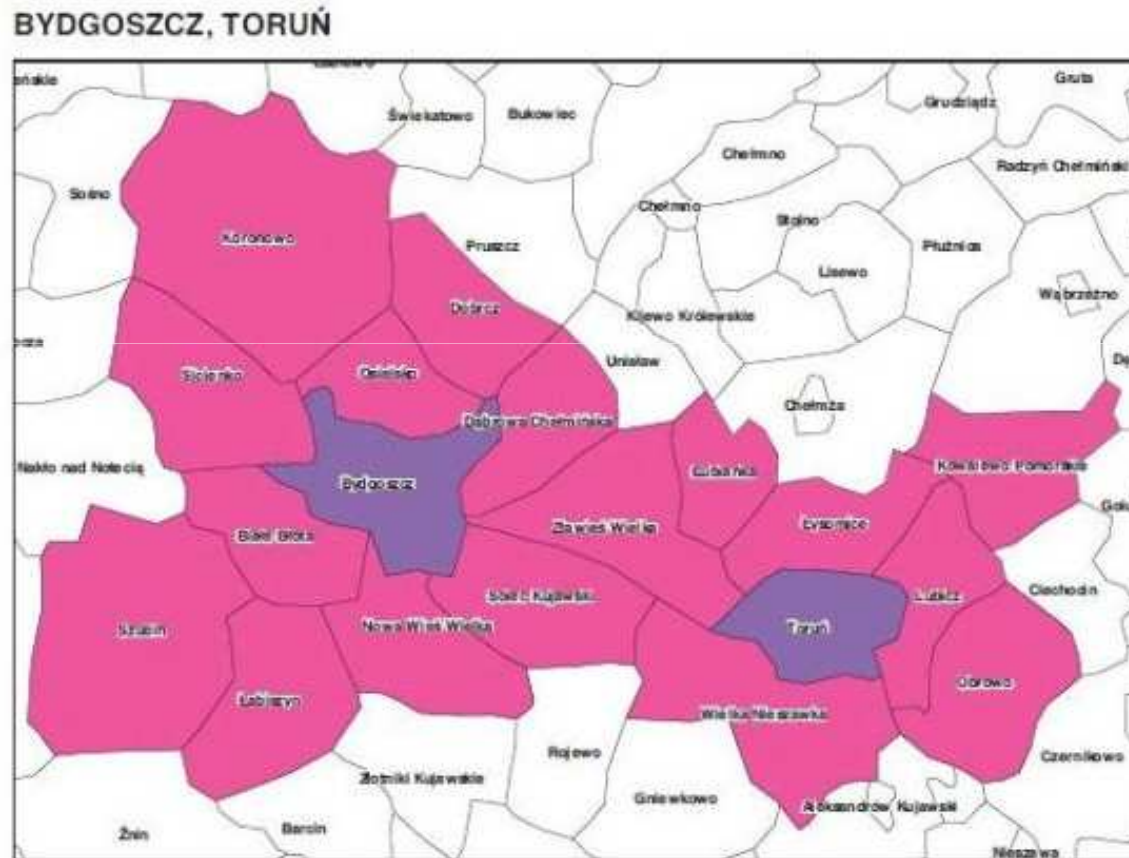 BYDGOSZCZ, TORUŃ
Gruta
Świekatowo
Bukowiec
Grudziądz
Chełmno
Radzyń Chełmiński
Sośno
Chełmno
Stolno
Koronowo
Pruszcz
Płużnica
Lisewo
Wąbrzeźno
Dobrcz
Kijewo Królewskie
Unisław
Sicienko
Osielsko
Chełmża
Dąbrowa Chełmińska
Nakło nad Notecią
Bydgoszcz
Łubianka
Kowalewo Pomorskie
Zławieś Wielka
Łysomice
Białe Błota
Ciechocin
Solec Kujawski
Lubicz
Szubin
Nowa Wieś Wielka
Toruń
Obrowo
Łabiszyn
Wielka Nieszawka
Rojewo
Czernikowo
Złotniki Kujawskie
Gniewkowo
Aleksandrów Kujawski
Żnin
Barcin
Nieszawa